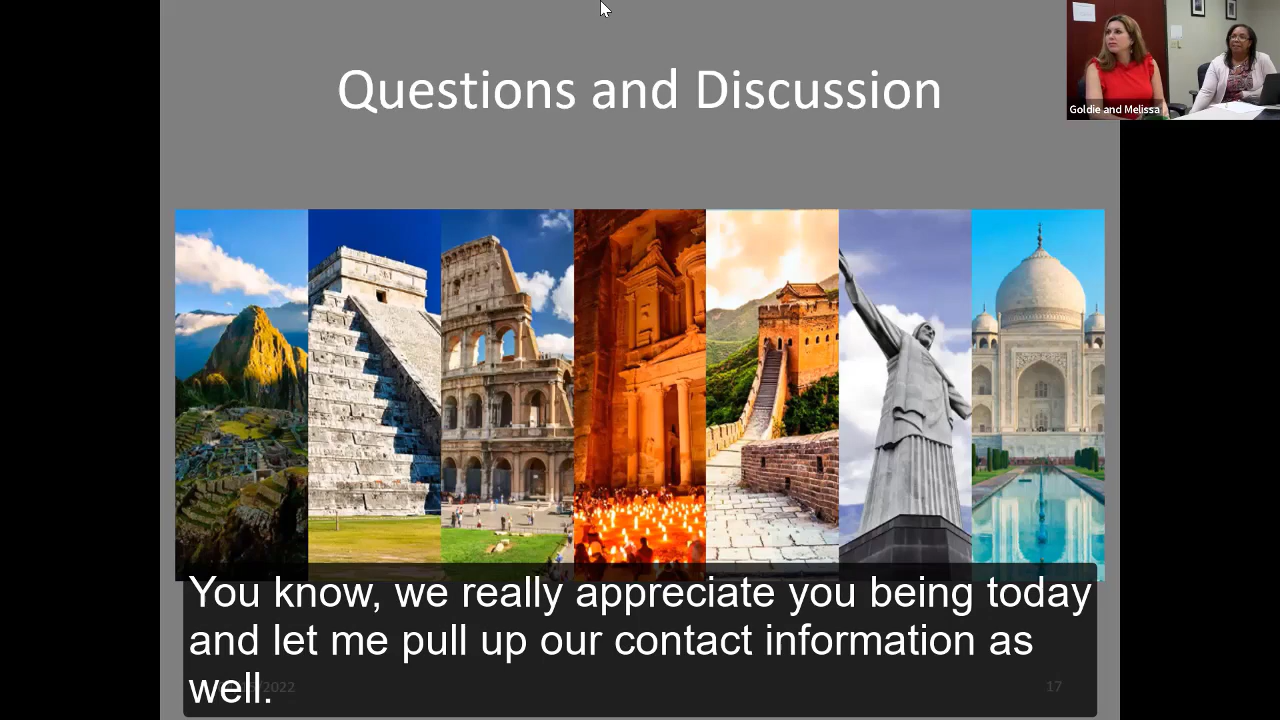 Questions and Discussion
Goldie and Melissa
You know, we really appreciate you being today
and let me pull up our contact information as
well.
/2022
17